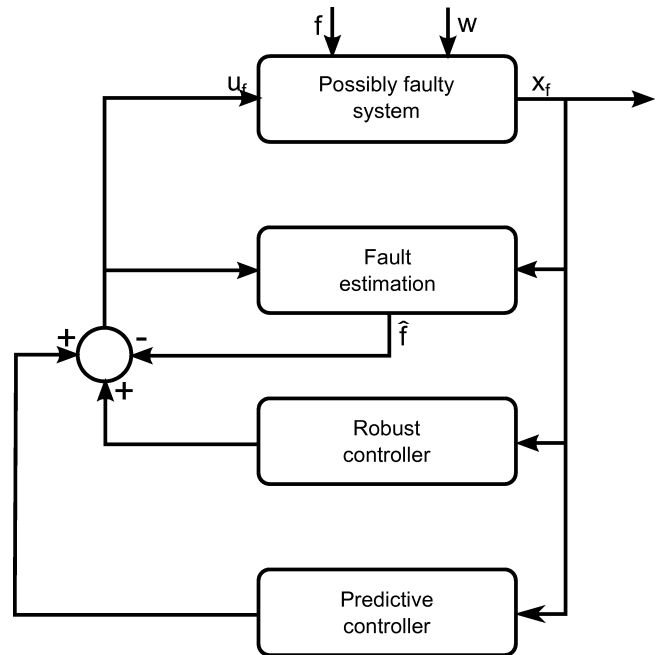 f
w
u_f
Possibly faulty
system
x_f
Fault
estimation
+
-
f̂
+
Robust
controller
Predictive
controller